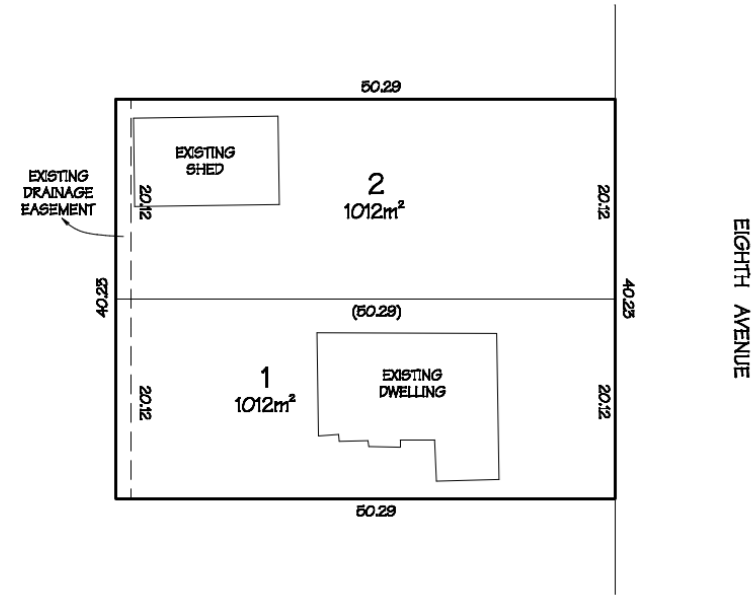 50.29
EXISTING
SHED
EXISTING
DRAINAGE
EASEMENT
20.12
2
1012m²
20.12
40.23
(50.29)
40.23
EIGHTH AVENUE
1
1012m²
EXISTING
DWELLING
20.12
20.12
50.29